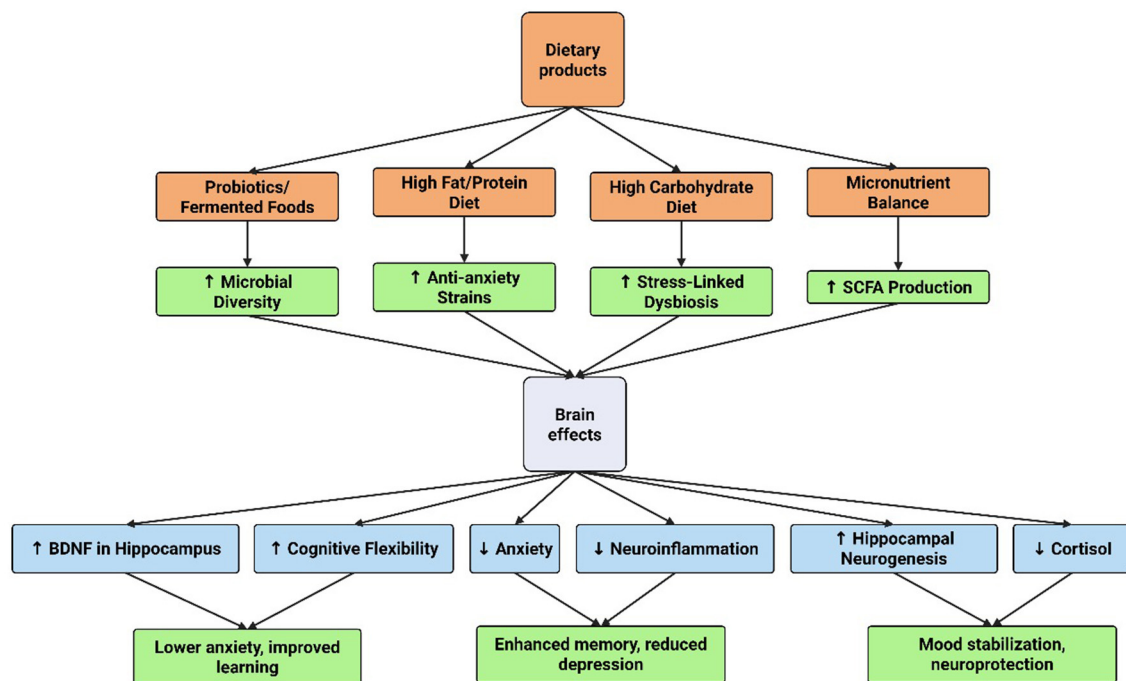 Dietary
products
Probiotics/
Fermented Foods
High Fat/Protein
Diet
High Carbohydrate
Diet
Micronutrient
Balance
↑ Microbial
Diversity
↑ Anti-anxiety
Strains
↑ Stress-Linked
Dysbiosis
↑ SCFA Production
Brain
effects
↑ BDNF in Hippocampus
↑ Cognitive Flexibility
↓ Anxiety
↓ Neuroinflammation
↑ Hippocampal
Neurogenesis
↓ Cortisol
Lower anxiety, improved
learning
Enhanced memory, reduced
depression
Mood stabilization,
neuroprotection